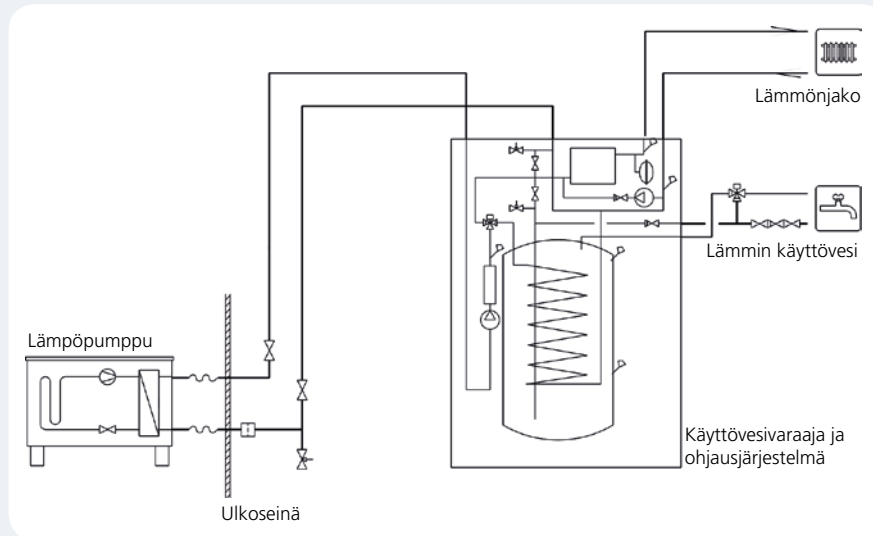 Lämmönjako
Lämmin käyttövesi
Lämpöpumppu
Käyttövesivaraaja ja
ohjausjärjestelmä
Ulkoseinä